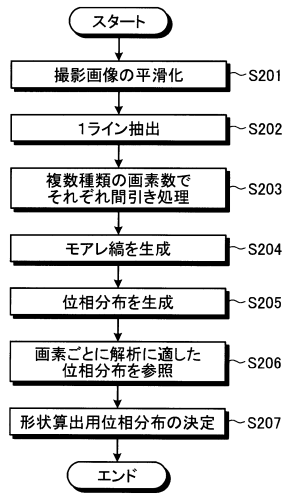 スタート
撮影画像の平滑化
S201
1ライン抽出
S202
複数種類の画素数で
それぞれ間引き処理
S203
モアレ縞を生成
S204
位相分布を生成
S205
画素ごとに解析に適した
位相分布を参照
S206
形状算出用位相分布の決定
S207
エンド